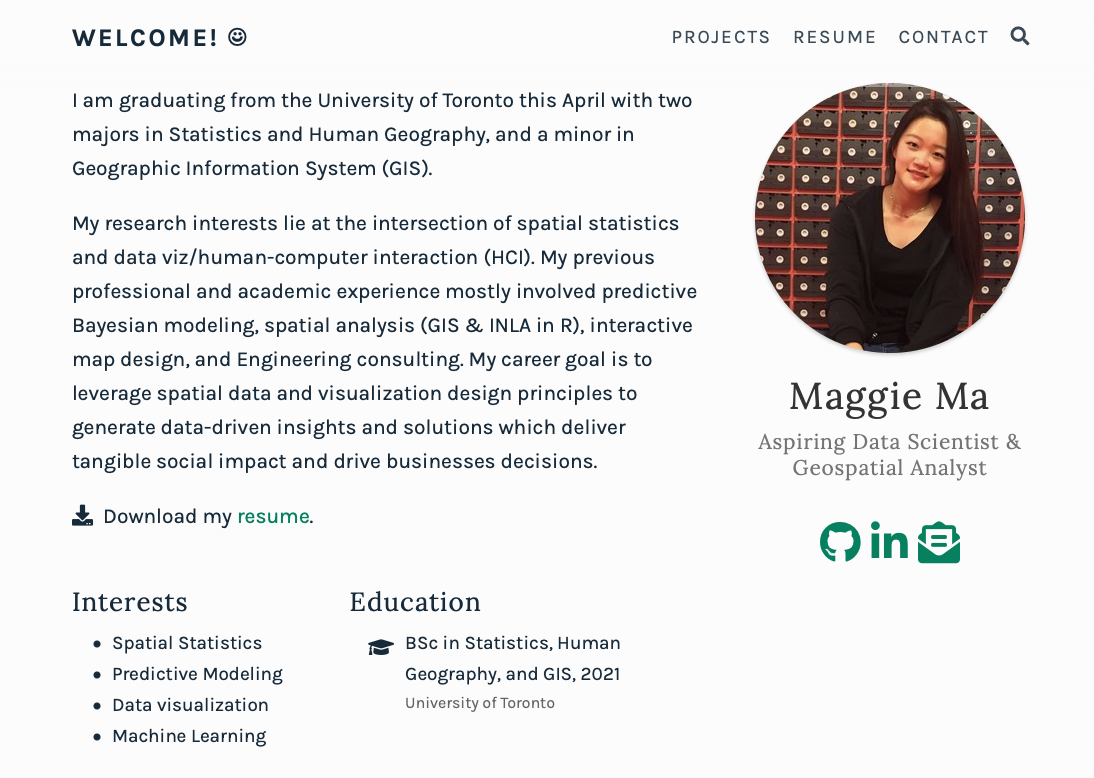 WELCOME! 😃
PROJECTS RESUME CONTACT
I am graduating from the University of Toronto this April with two
majors in Statistics and Human Geography, and a minor in
Geographic Information System (GIS).
My research interests lie at the intersection of spatial statistics
and data viz/human-computer interaction (HCI). My previous
professional and academic experience mostly involved predictive
Bayesian modeling, spatial analysis (GIS & INLA in R), interactive
map design, and Engineering consulting. My career goal is to
leverage spatial data and visualization design principles to
generate data-driven insights and solutions which deliver
tangible social impact and drive businesses decisions.
Download my resume.
Maggie Ma
Aspiring Data Scientist &
Geospatial Analyst
in
Interests
• Spatial Statistics
• Predictive Modeling
• Data visualization
• Machine Learning
Education
BSc in Statistics, Human
Geography, and GIS, 2021
University of Toronto